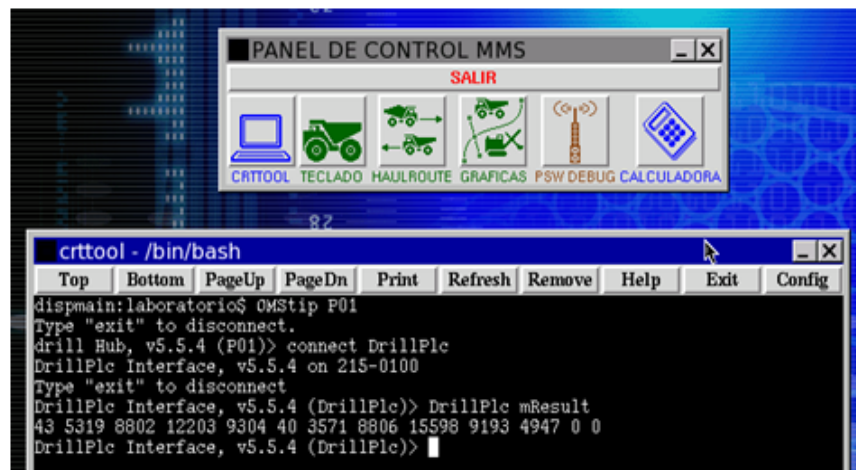 PANEL DE CONTROL MMS
SALIR
CRTTOOL TECLADO HAULROUTE GRAFICAS PSW DEBUG CALCULADORA
crttool - /bin/bash
Top Bottom PageUp PageDn Print Refresh Remove Help Exit Config
dispmain:laboratorio$ OMStip P01
Type "exit" to disconnect.
drill Hub, v5.5.4 (P01)> connect DrillPlc
DrillPlc Interface, v5.5.4 on 215-0100
Type "exit" to disconnect
DrillPlc Interface, v5.5.4 (DrillPlc)> DrillPlc mResult
43 5319 8802 12203 9304 40 3571 8806 15598 9193 4947 0 0
DrillPlc Interface, v5.5.4 (DrillPlc)>